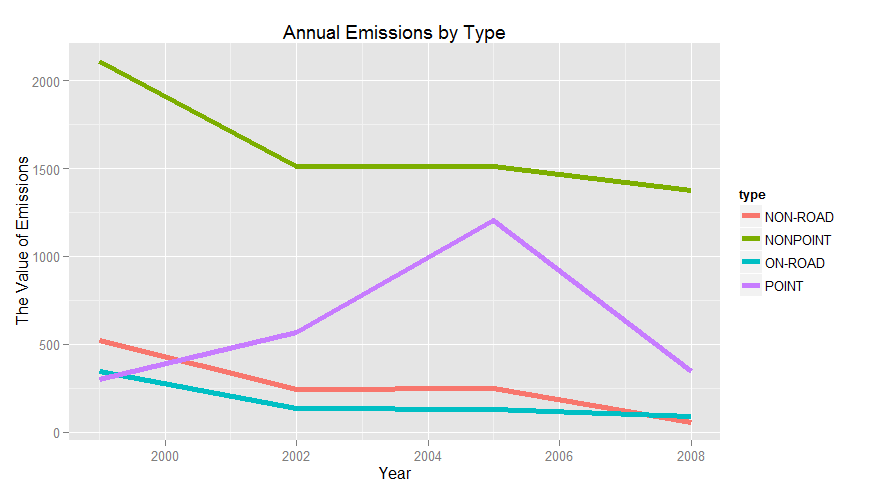 Annual Emissions by Type
The Value of Emissions
2000
1500
1000
500
0
2000 2002 2004 2006 2008
Year
type
NON-ROAD
NONPOINT
ON-ROAD
POINT